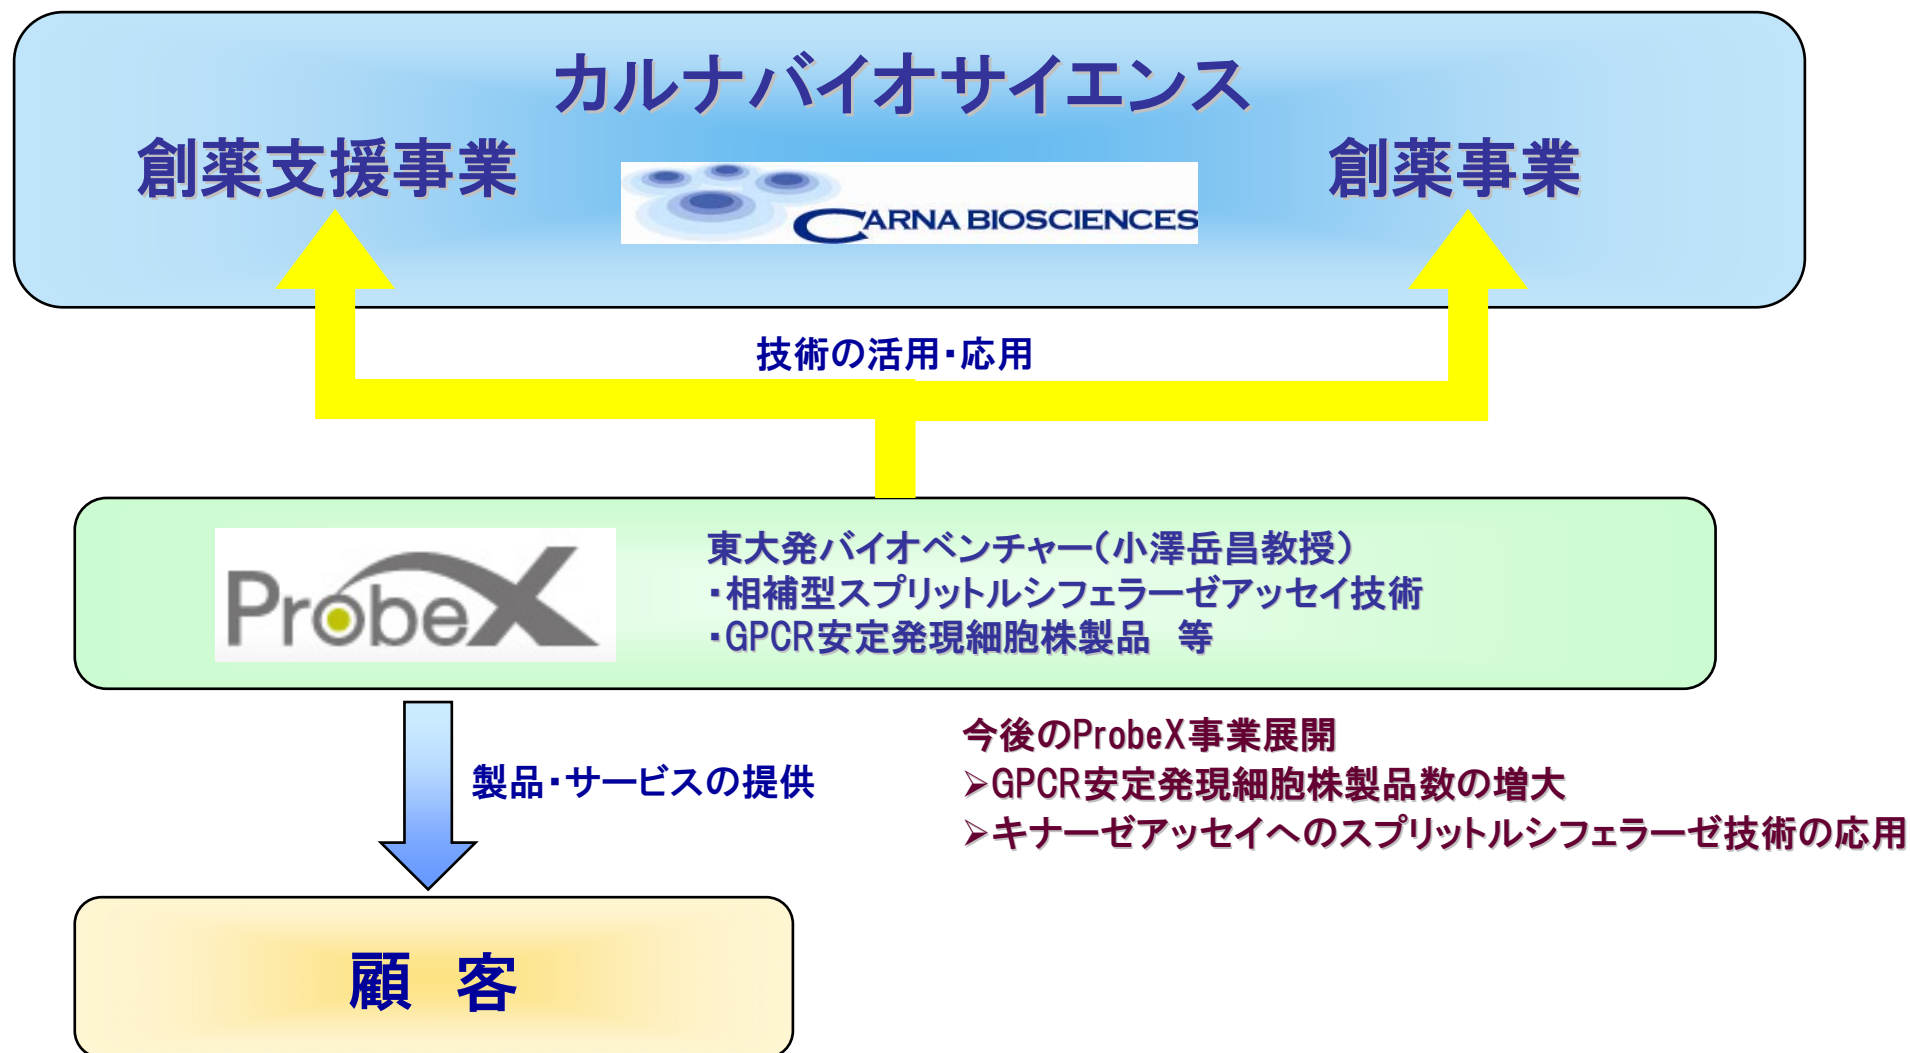 カルナバイオサイエンス
創薬支援事業
CARNA BIOSCIENCES
創薬事業
技術の活用・応用
ProbeX
東大発バイオベンチャー（小澤岳昌教授）
・相補型スプリットルシフェラーゼアッセイ技術
・GPCR安定発現細胞株製品　等
製品・サービスの提供
今後のProbeX事業展開
➢GPCR安定発現細胞株製品数の増大
➢キナーゼアッセイへのスプリットルシフェラーゼ技術の応用
顧　客